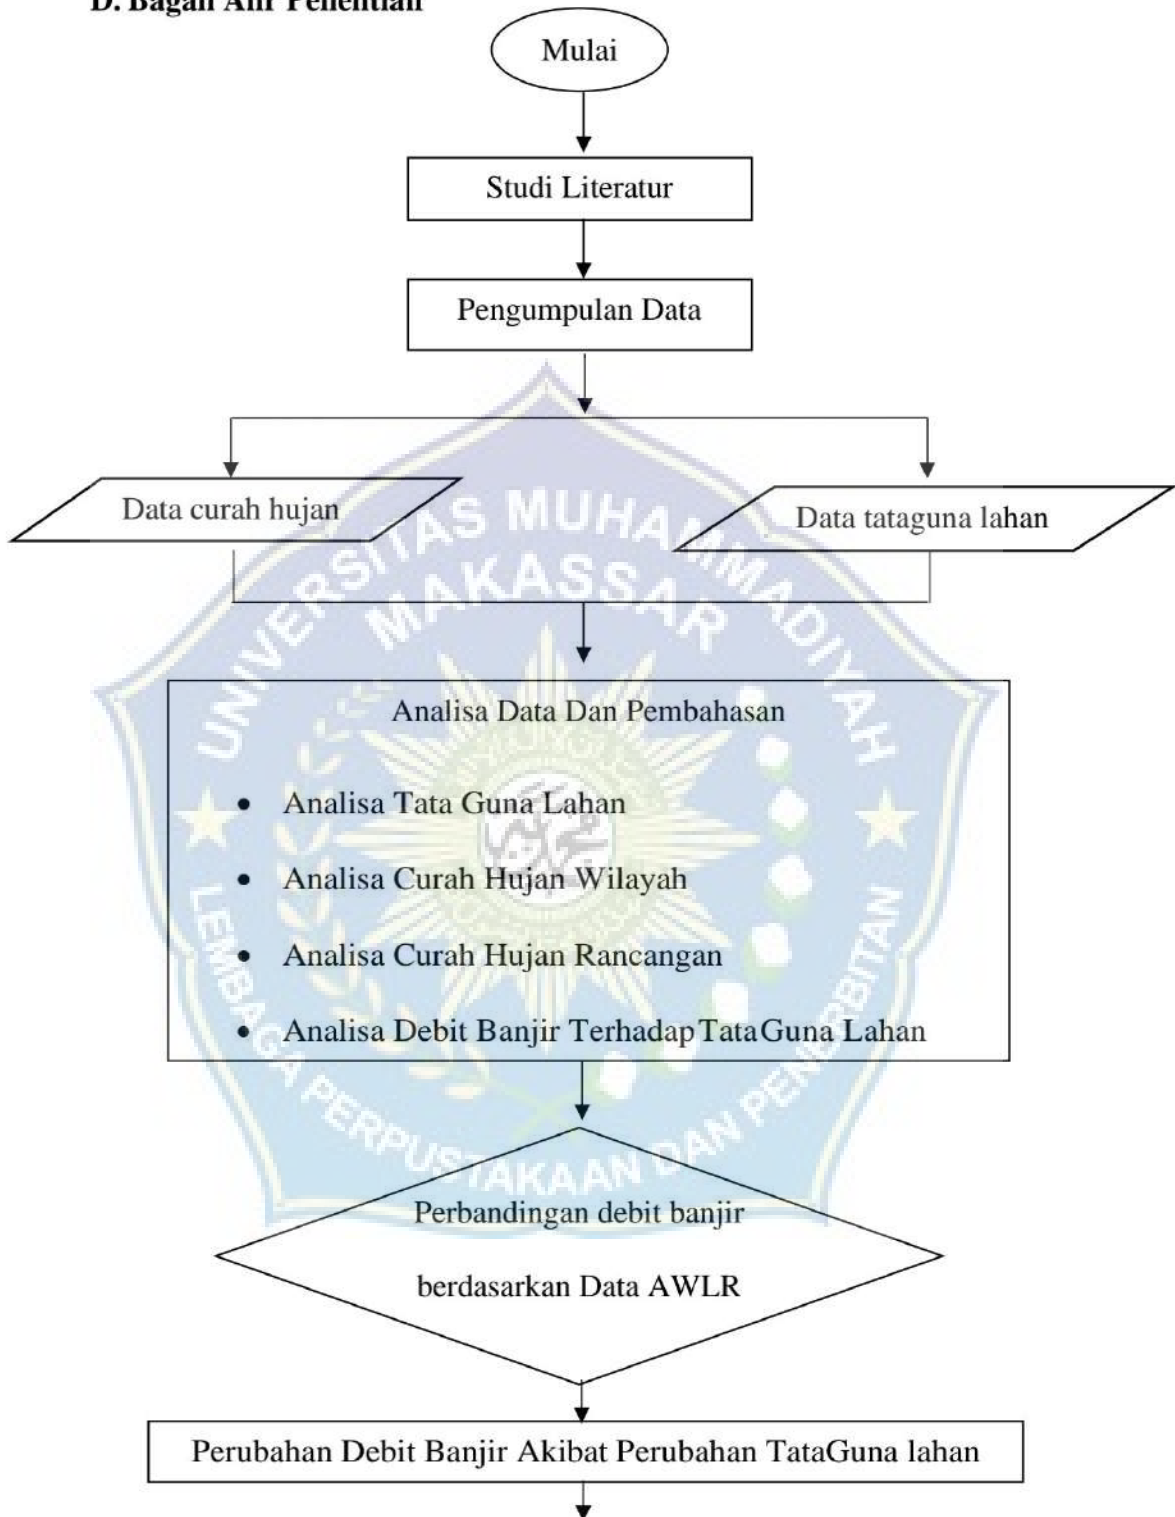 D. Bagan Alir Penelitian
Mulai
Studi Literatur
Pengumpulan Data
Data curah hujan
Data tataguna lahan
UNIVERSITAS MUHAMMADIYAH
MAKASSAR
Analisa Data Dan Pembahasan
• Analisa Tata Guna Lahan
• Analisa Curah Hujan Wilayah
• Analisa Curah Hujan Rancangan
• Analisa Debit Banjir Terhadap Tata Guna Lahan
LEMBAGA PERPUSTAKAAN DAN PENERBITAN
Perbandingan debit banjir
berdasarkan Data AWLR
Perubahan Debit Banjir Akibat Perubahan TataGuna lahan